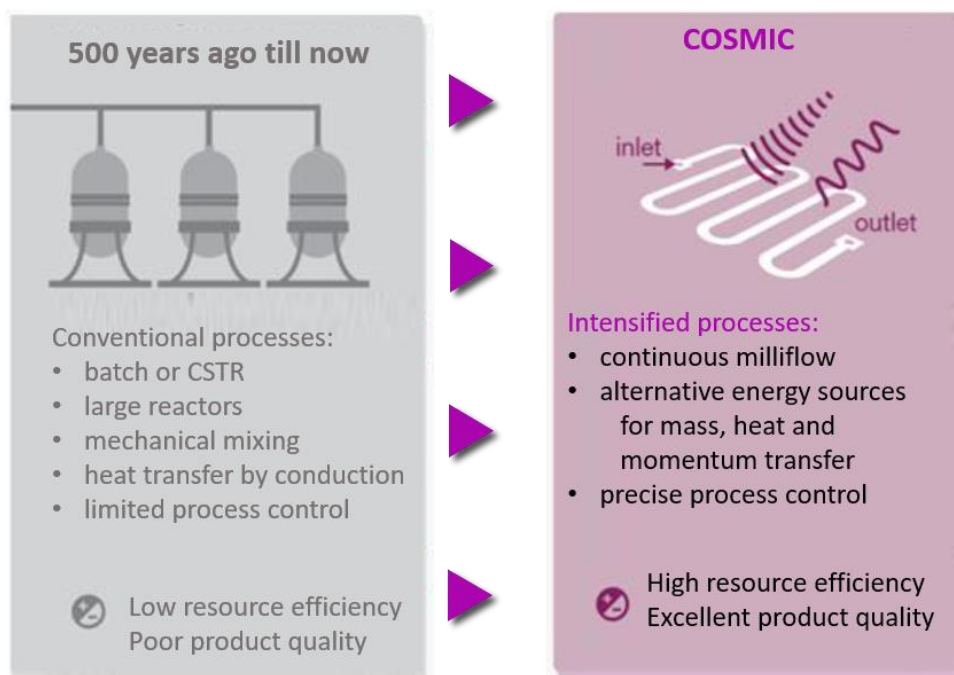 500 years ago till now
Conventional processes:
• batch or CSTR
• large reactors
• mechanical mixing
• heat transfer by conduction
• limited process control
Low resource efficiency
Poor product quality
COSMIC
inlet
outlet
Intensified processes:
• continuous milliflow
• alternative energy sources
for mass, heat and
momentum transfer
• precise process control
High resource efficiency
Excellent product quality